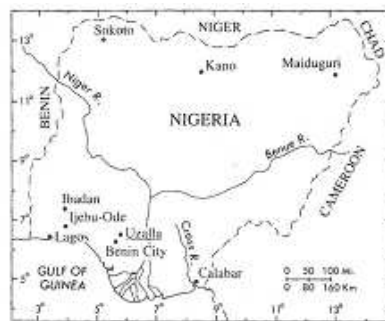 NIGER
CHAD
13°
Sokoto
Kano
Maiduguri
Niger R.
11°
BENIN
NIGERIA
9°
Benue R.
CAMEROON
Ibadan
Ijebu-Ode
7°
Uzalla
Lagos
Benin City
Cross R.
5°
GULF OF
GUINEA
Calabar
0 50 100 Mi.
0 80 160 Km.
5° 7° 9° 11° 13°